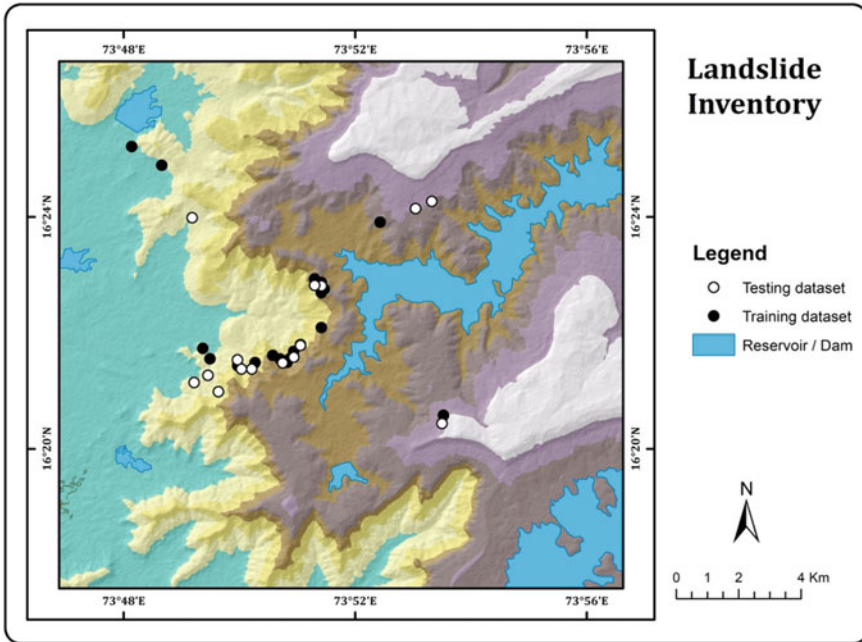 73°48'E 73°52'E 73°56'E
Landslide
Inventory
16°24'N 16°24'N
Legend
Testing dataset
Training dataset
Reservoir / Dam
16°20'N 16°20'N
N
0 1 2 4 Km
73°48'E 73°52'E 73°56'E